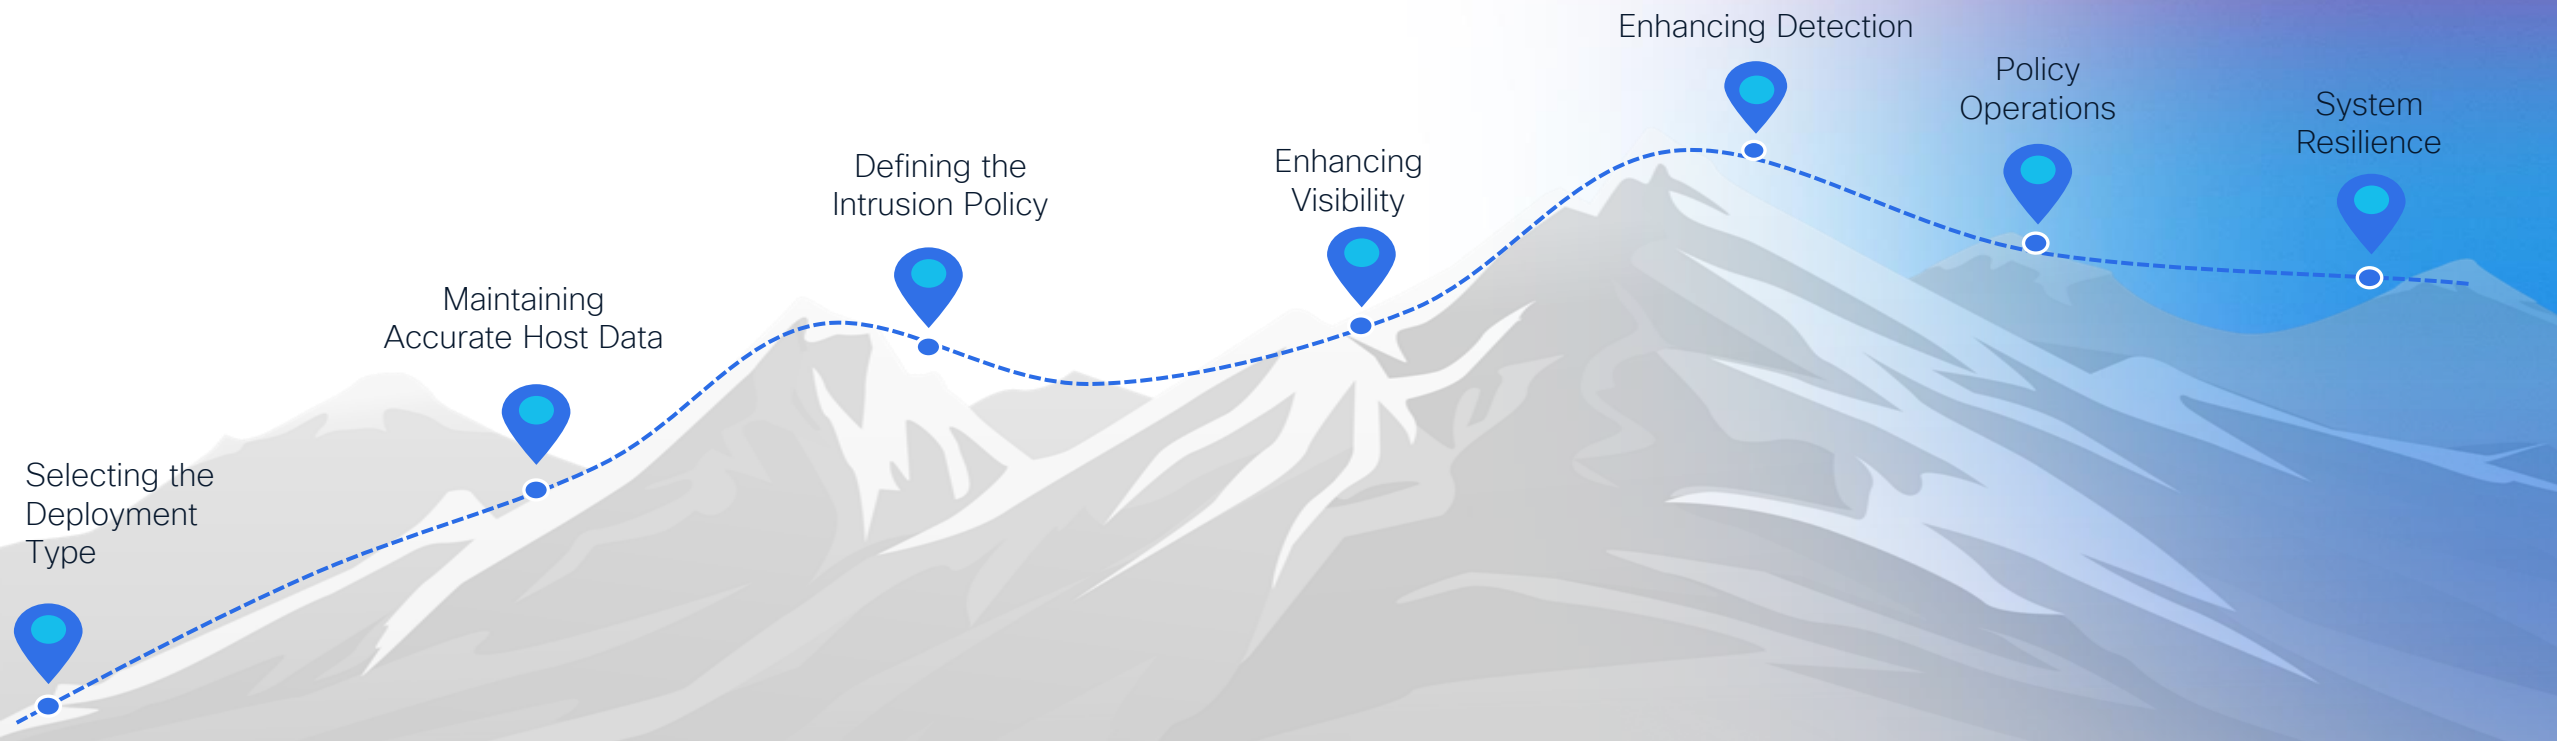 Selecting the
Deployment
Type
Maintaining
Accurate Host Data
Defining the
Intrusion Policy
Enhancing
Visibility
Enhancing Detection
Policy
Operations
System
Resilience